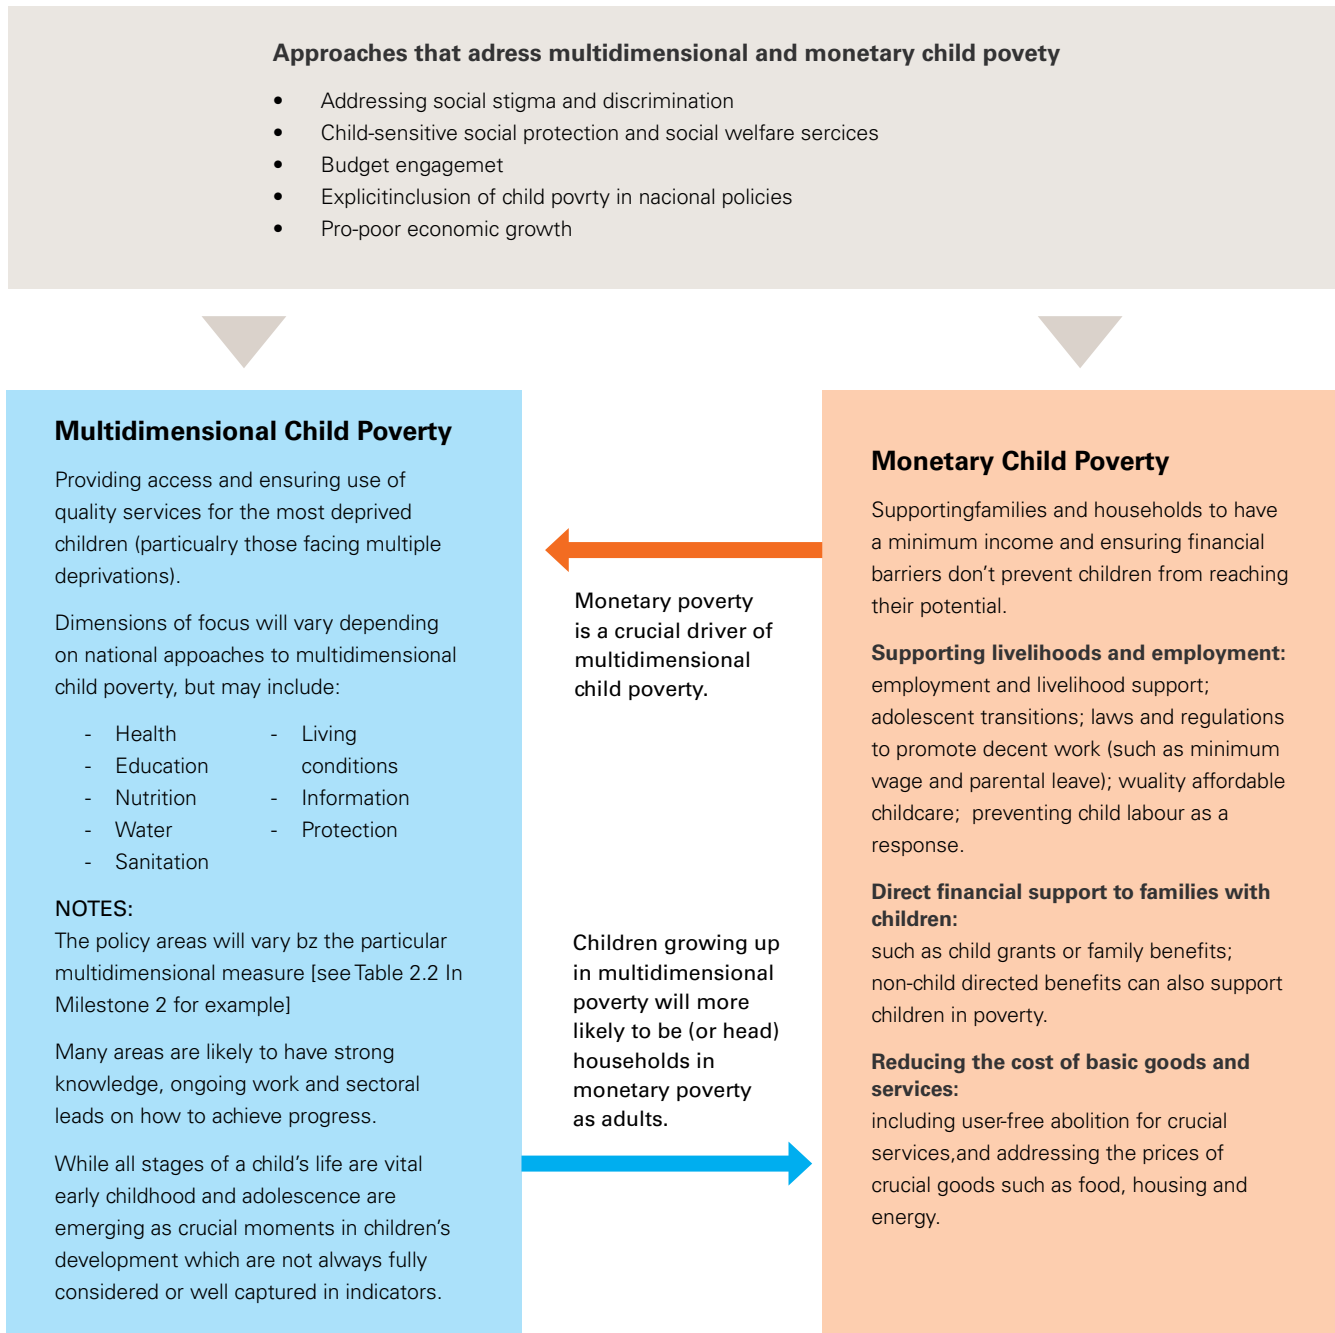 Approaches that adress multidimensional and monetary child povety
• Addressing social stigma and discrimination
• Child-sensitive social protection and social welfare sercices
• Budget engagemet
• Explicitinclusion of child povrty in nacional policies
• Pro-poor economic growth
Multidimensional Child Poverty
Providing access and ensuring use of
quality services for the most deprived
children (particualry those facing multiple
deprivations).
Dimensions of focus will vary depending
on national appoaches to multidimensional
child poverty, but may include:
- Health
- Education
- Nutrition
- Water
- Sanitation
- Living
conditions
- Information
- Protection
NOTES:
The policy areas will vary bz the particular
multidimensional measure [see Table 2.2 In
Milestone 2 for example]
Many areas are likely to have strong
knowledge, ongoing work and sectoral
leads on how to achieve progress.
While all stages of a child’s life are vital
early childhood and adolescence are
emerging as crucial moments in children’s
development which are not always fully
considered or well captured in indicators.
Monetary poverty
is a crucial driver of
multidimensional
child poverty.
Children growing up
in multidimensional
poverty will more
likely to be (or head)
households in
monetary poverty
as adults.
Monetary Child Poverty
Supportingfamilies and households to have
a minimum income and ensuring financial
barriers don’t prevent children from reaching
their potential.
Supporting livelihoods and employment:
employment and livelihood support;
adolescent transitions; laws and regulations
to promote decent work (such as minimum
wage and parental leave); wuality affordable
childcare;  preventing child labour as a
response.
Direct financial support to families with
children:
such as child grants or family benefits;
non-child directed benefits can also support
children in poverty.
Reducing the cost of basic goods and
services:
including user-free abolition for crucial
services,and addressing the prices of
crucial goods such as food, housing and
energy.